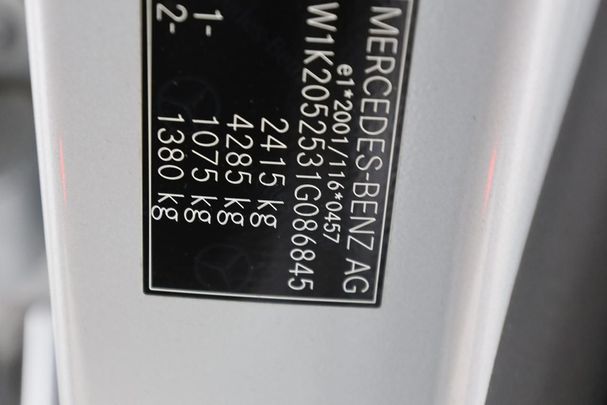 MERCEDES-BENZ AG
e1*2001/116*0457
W1K2052531G086845
2415 kg
4285 kg
1- 1075 kg
2- 1380 kg